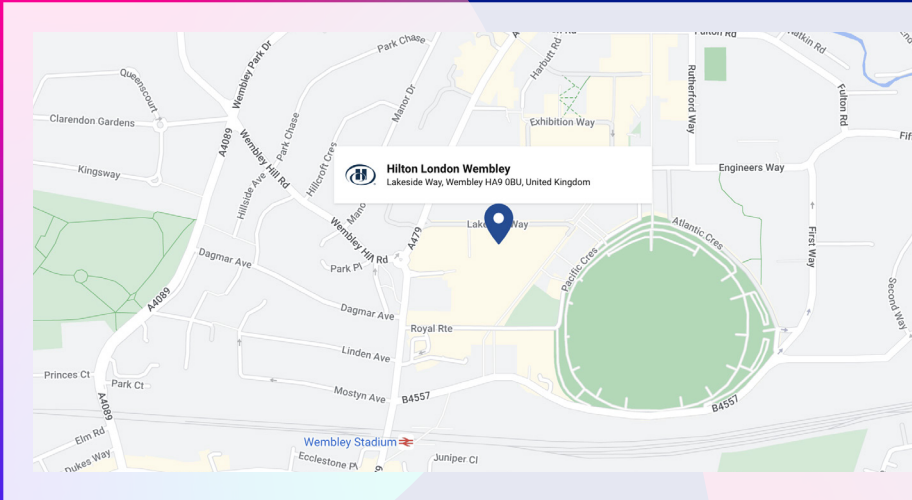 Park Chase
Harbutt Rd
Fulton Rd
Watkin Rd
Wembley Park Dr
Queenscourt
Manor Dr
Rutherford Way
Fulton Rd
Clarendon Gardens
A4089
Park Chase
Exhibition Way
Wembley Hill Rd
Hillcroft Cres
Kingsway
Hillside Ave
Hilton London Wembley
Lakeside Way, Wembley HA9 0BU, United Kingdom
Engineers Way
Wembley Hill Rd
A479
Atlantic Cres
First Way
Dagmar Ave
Park Pl
Pacific Cres
Second Way
A4089
Dagmar Ave
Royal Rte
Linden Ave
Princes Ct
Park Ct
Mostyn Ave
B4557
B4557
A4089
Elm Rd
Wembley Stadium
Dukes Way
Juniper Cl